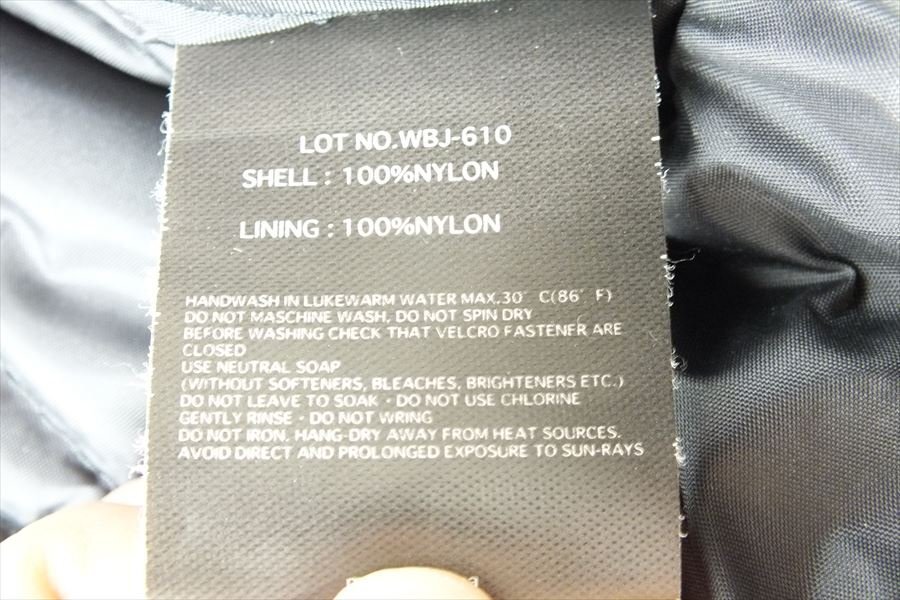 LOT NO.WBJ-610
SHELL : 100%NYLON
LINING : 100%NYLON
HANDWASH IN LUKEWARM WATER MAX.30° C(86° F)
DO NOT MASCHINE WASH, DO NOT SPIN DRY
BEFORE WASHING CHECK THAT VELCRO FASTENER ARE
CLOSED
USE NEUTRAL SOAP
(WITHOUT SOFTENERS, BLEACHES, BRIGHTENERS ETC.)
DO NOT LEAVE TO SOAK · DO NOT USE CHLORINE
GENTLY RINSE · DO NOT WRING
DO NOT IRON, HANG-DRY AWAY FROM HEAT SOURCES.
AVOID DIRECT AND PROLONGED EXPOSURE TO SUN-RAYS